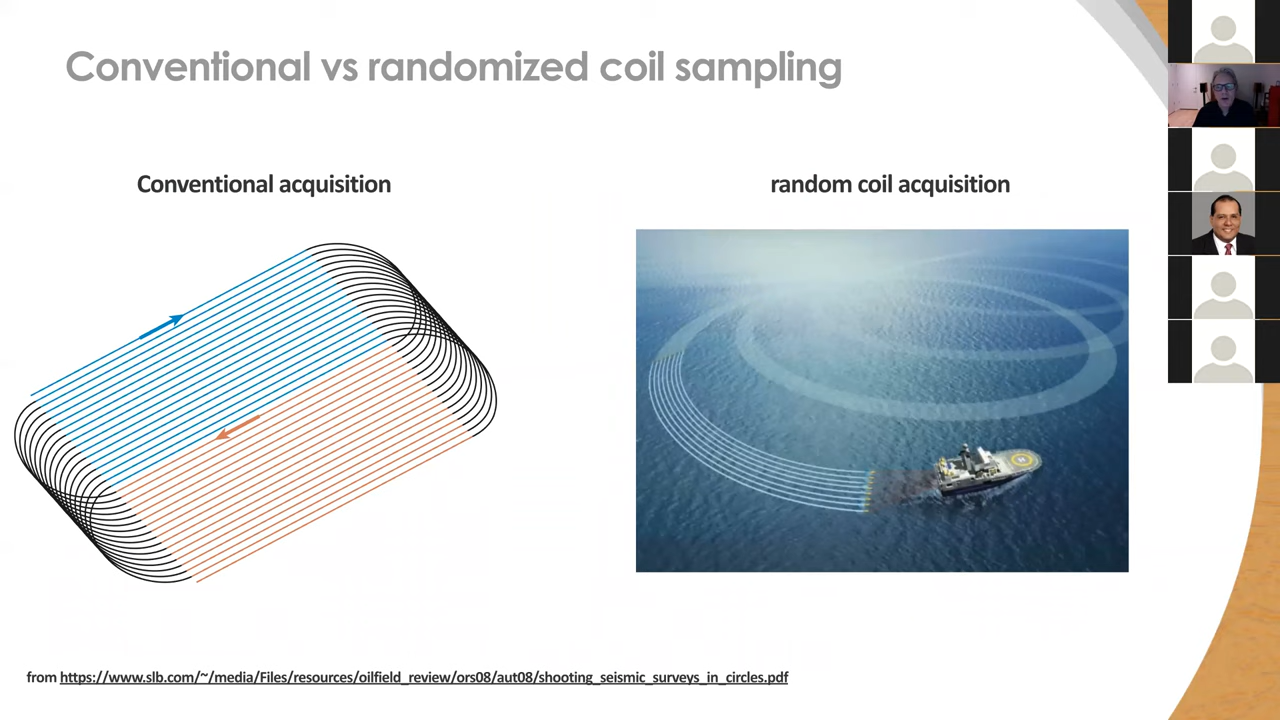 Conventional vs randomized coil sampling
Conventional acquisition
random coil acquisition
from https://www.slb.com/~/media/Files/resources/oilfield_review/ors08/aut08/shooting_seismic_surveys_in_circles.pdf